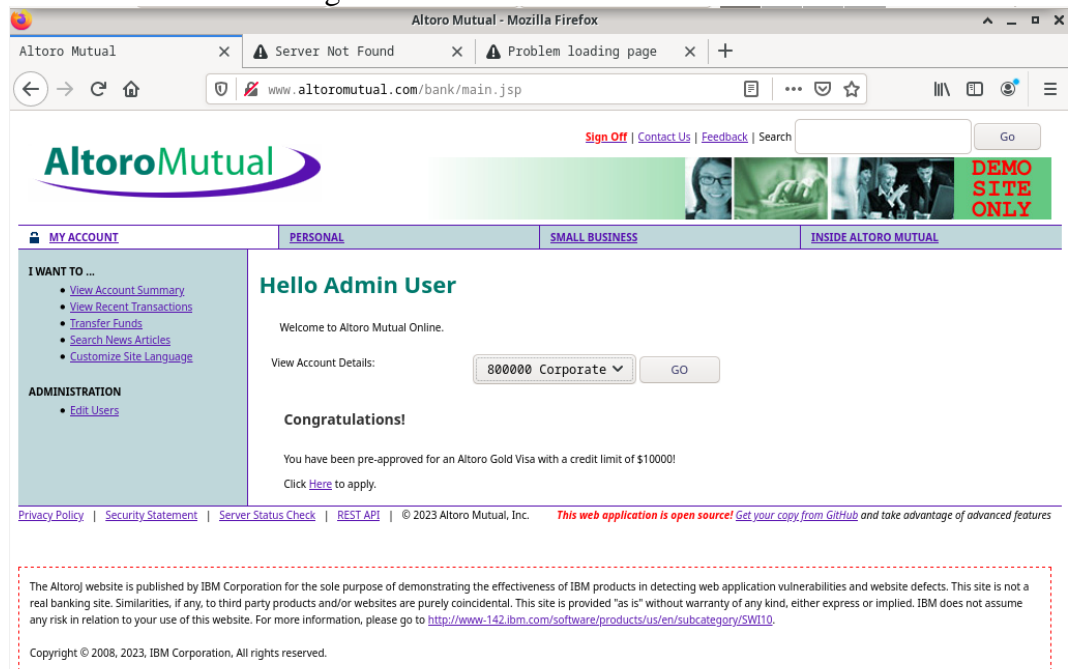 Altoro Mutual - Mozilla Firefox
Altoro Mutual
Server Not Found
Problem loading page
www.altoromutual.com/bank/main.jsp
Sign Off | Contact Us | Feedback | Search
Go
AltoroMutual
DEMO
SITE
ONLY
MY ACCOUNT
PERSONAL
SMALL BUSINESS
INSIDE ALTORO MUTUAL
I WANT TO ...
• View Account Summary
• View Recent Transactions
• Transfer Funds
• Search News Articles
• Customize Site Language
ADMINISTRATION
• Edit Users
Hello Admin User
Welcome to Altoro Mutual Online.
View Account Details:
800000 Corporate
GO
Congratulations!
You have been pre-approved for an Altoro Gold Visa with a credit limit of $10000!
Click Here to apply.
Privacy Policy | Security Statement | Server Status Check | REST API | © 2023 Altoro Mutual, Inc.
This web application is open source! Get your copy from GitHub and take advantage of advanced features
The AltoroJ website is published by IBM Corporation for the sole purpose of demonstrating the effectiveness of IBM products in detecting web application vulnerabilities and website defects. This site is not a
real banking site. Similarities, if any, to third party products and/or websites are purely coincidental. This site is provided "as is" without warranty of any kind, either express or implied. IBM does not assume
any risk in relation to your use of this website. For more information, please go to http://www-142.ibm.com/software/products/us/en/subcategory/SWI10.
Copyright © 2008, 2023, IBM Corporation, All rights reserved.